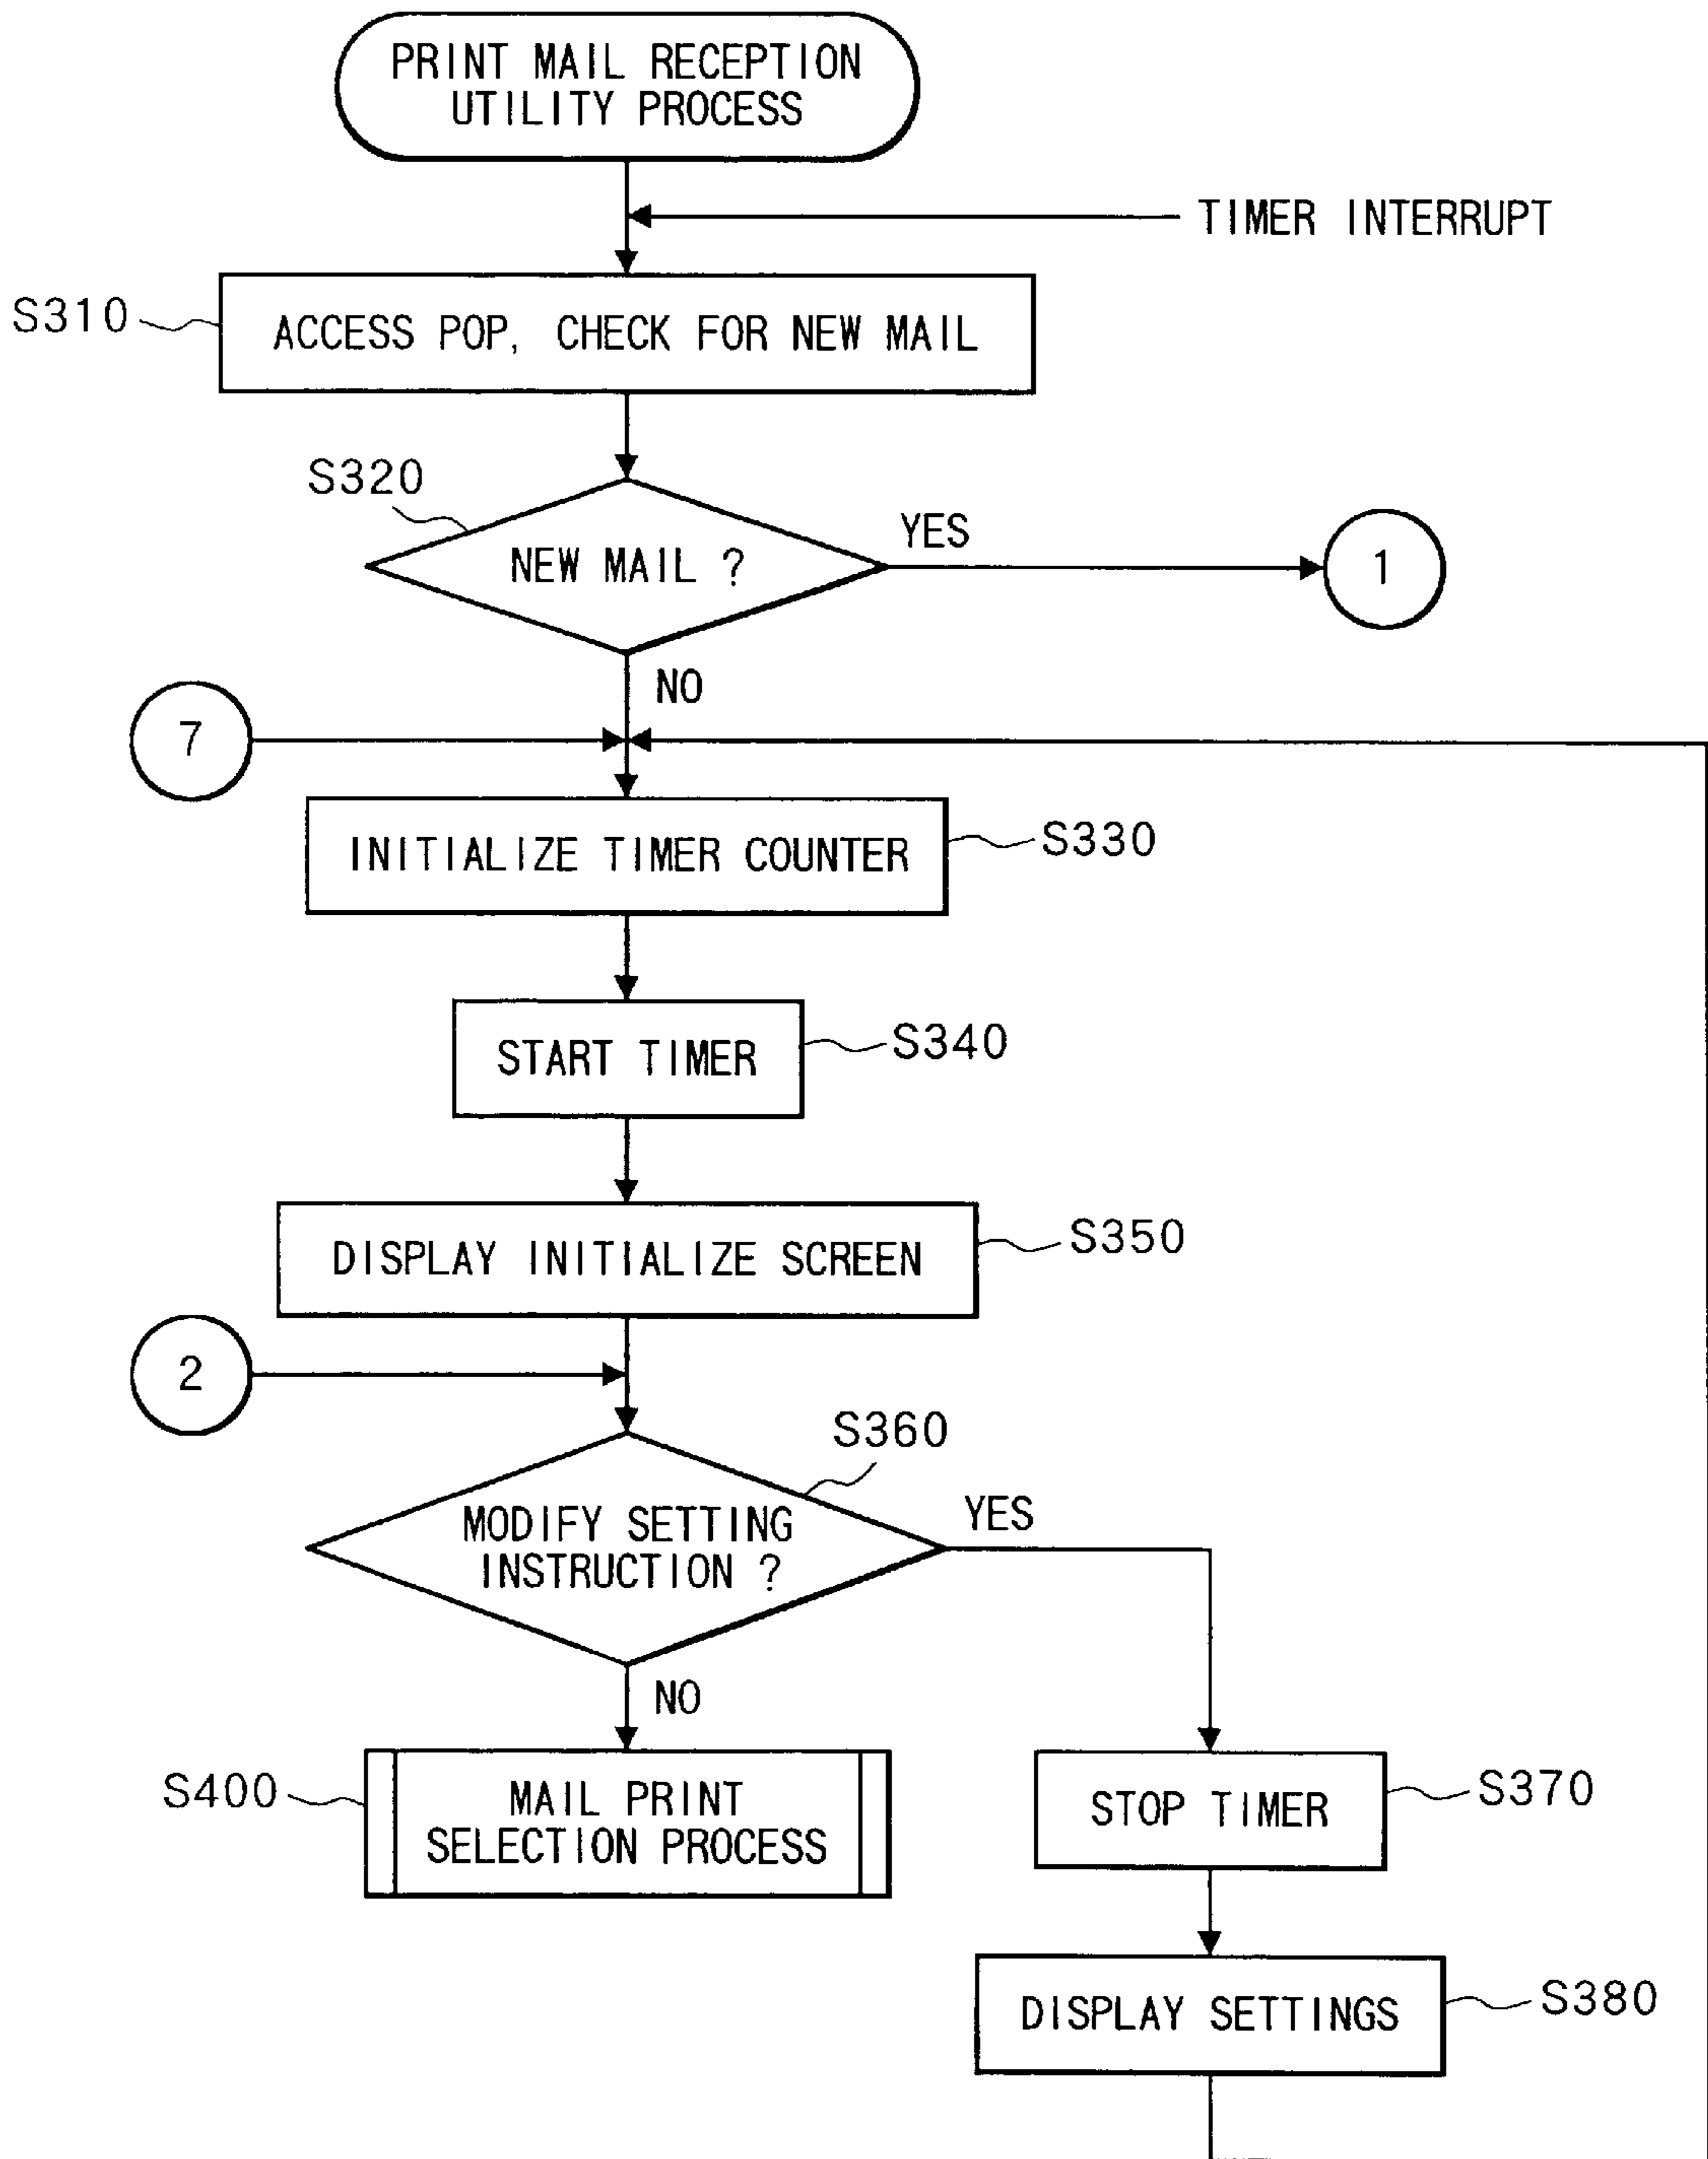 PRINT MAIL RECEPTION
UTILITY PROCESS
TIMER INTERRUPT
S310
ACCESS POP, CHECK FOR NEW MAIL
S320
NEW MAIL ?
YES
1
NO
7
INITIALIZE TIMER COUNTER
S330
START TIMER
S340
DISPLAY INITIALIZE SCREEN
S350
2
S360
MODIFY SETTING
INSTRUCTION ?
YES
NO
S400
MAIL PRINT
SELECTION PROCESS
STOP TIMER
S370
DISPLAY SETTINGS
S380